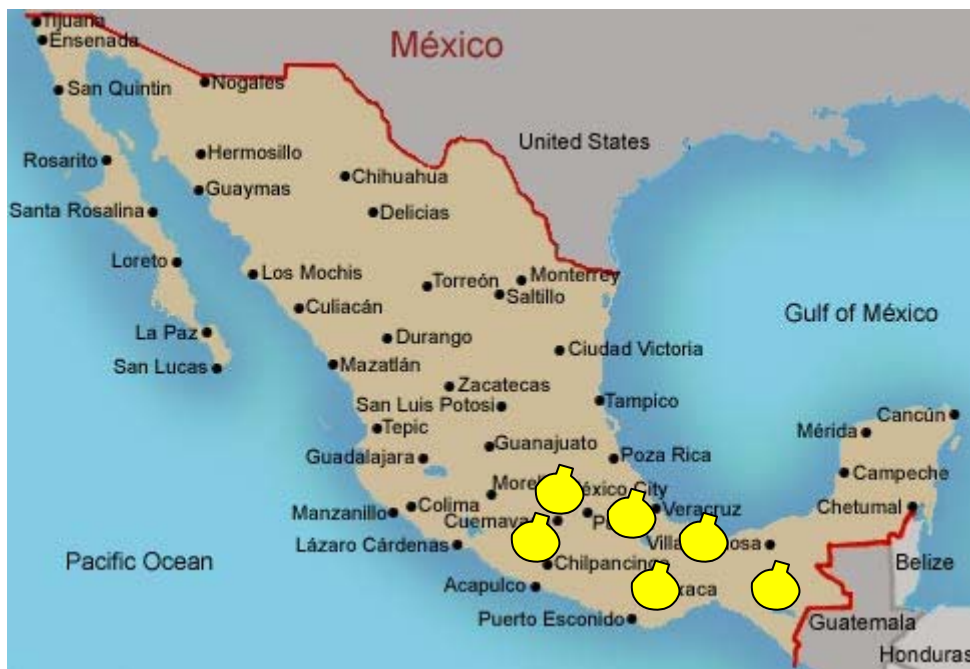 Tijuana
México
Ensenada
Nogales
San Quintin
United States
Hermosillo
Rosarito
Chihuahua
Guaymas
Santa Rosalina
Delicias
Loreto
Los Mochis
Torreón
Monterrey
Saltillo
Culiacán
Gulf of México
La Paz
Durango
Ciudad Victoria
San Lucas
Mazatlán
Zacatecas
San Luis Potosi
Tampico
Cancún
Tepic
Mérida
Guanajuato
Guadalajara
Poza Rica
Campeche
México City
Colima
Veracruz
Chetumal
Manzanillo
Lázaro Cárdenas
Pacific Ocean
Chilpancingo
Belize
Acapulco
Puerto Esconido
Guatemala
Honduras